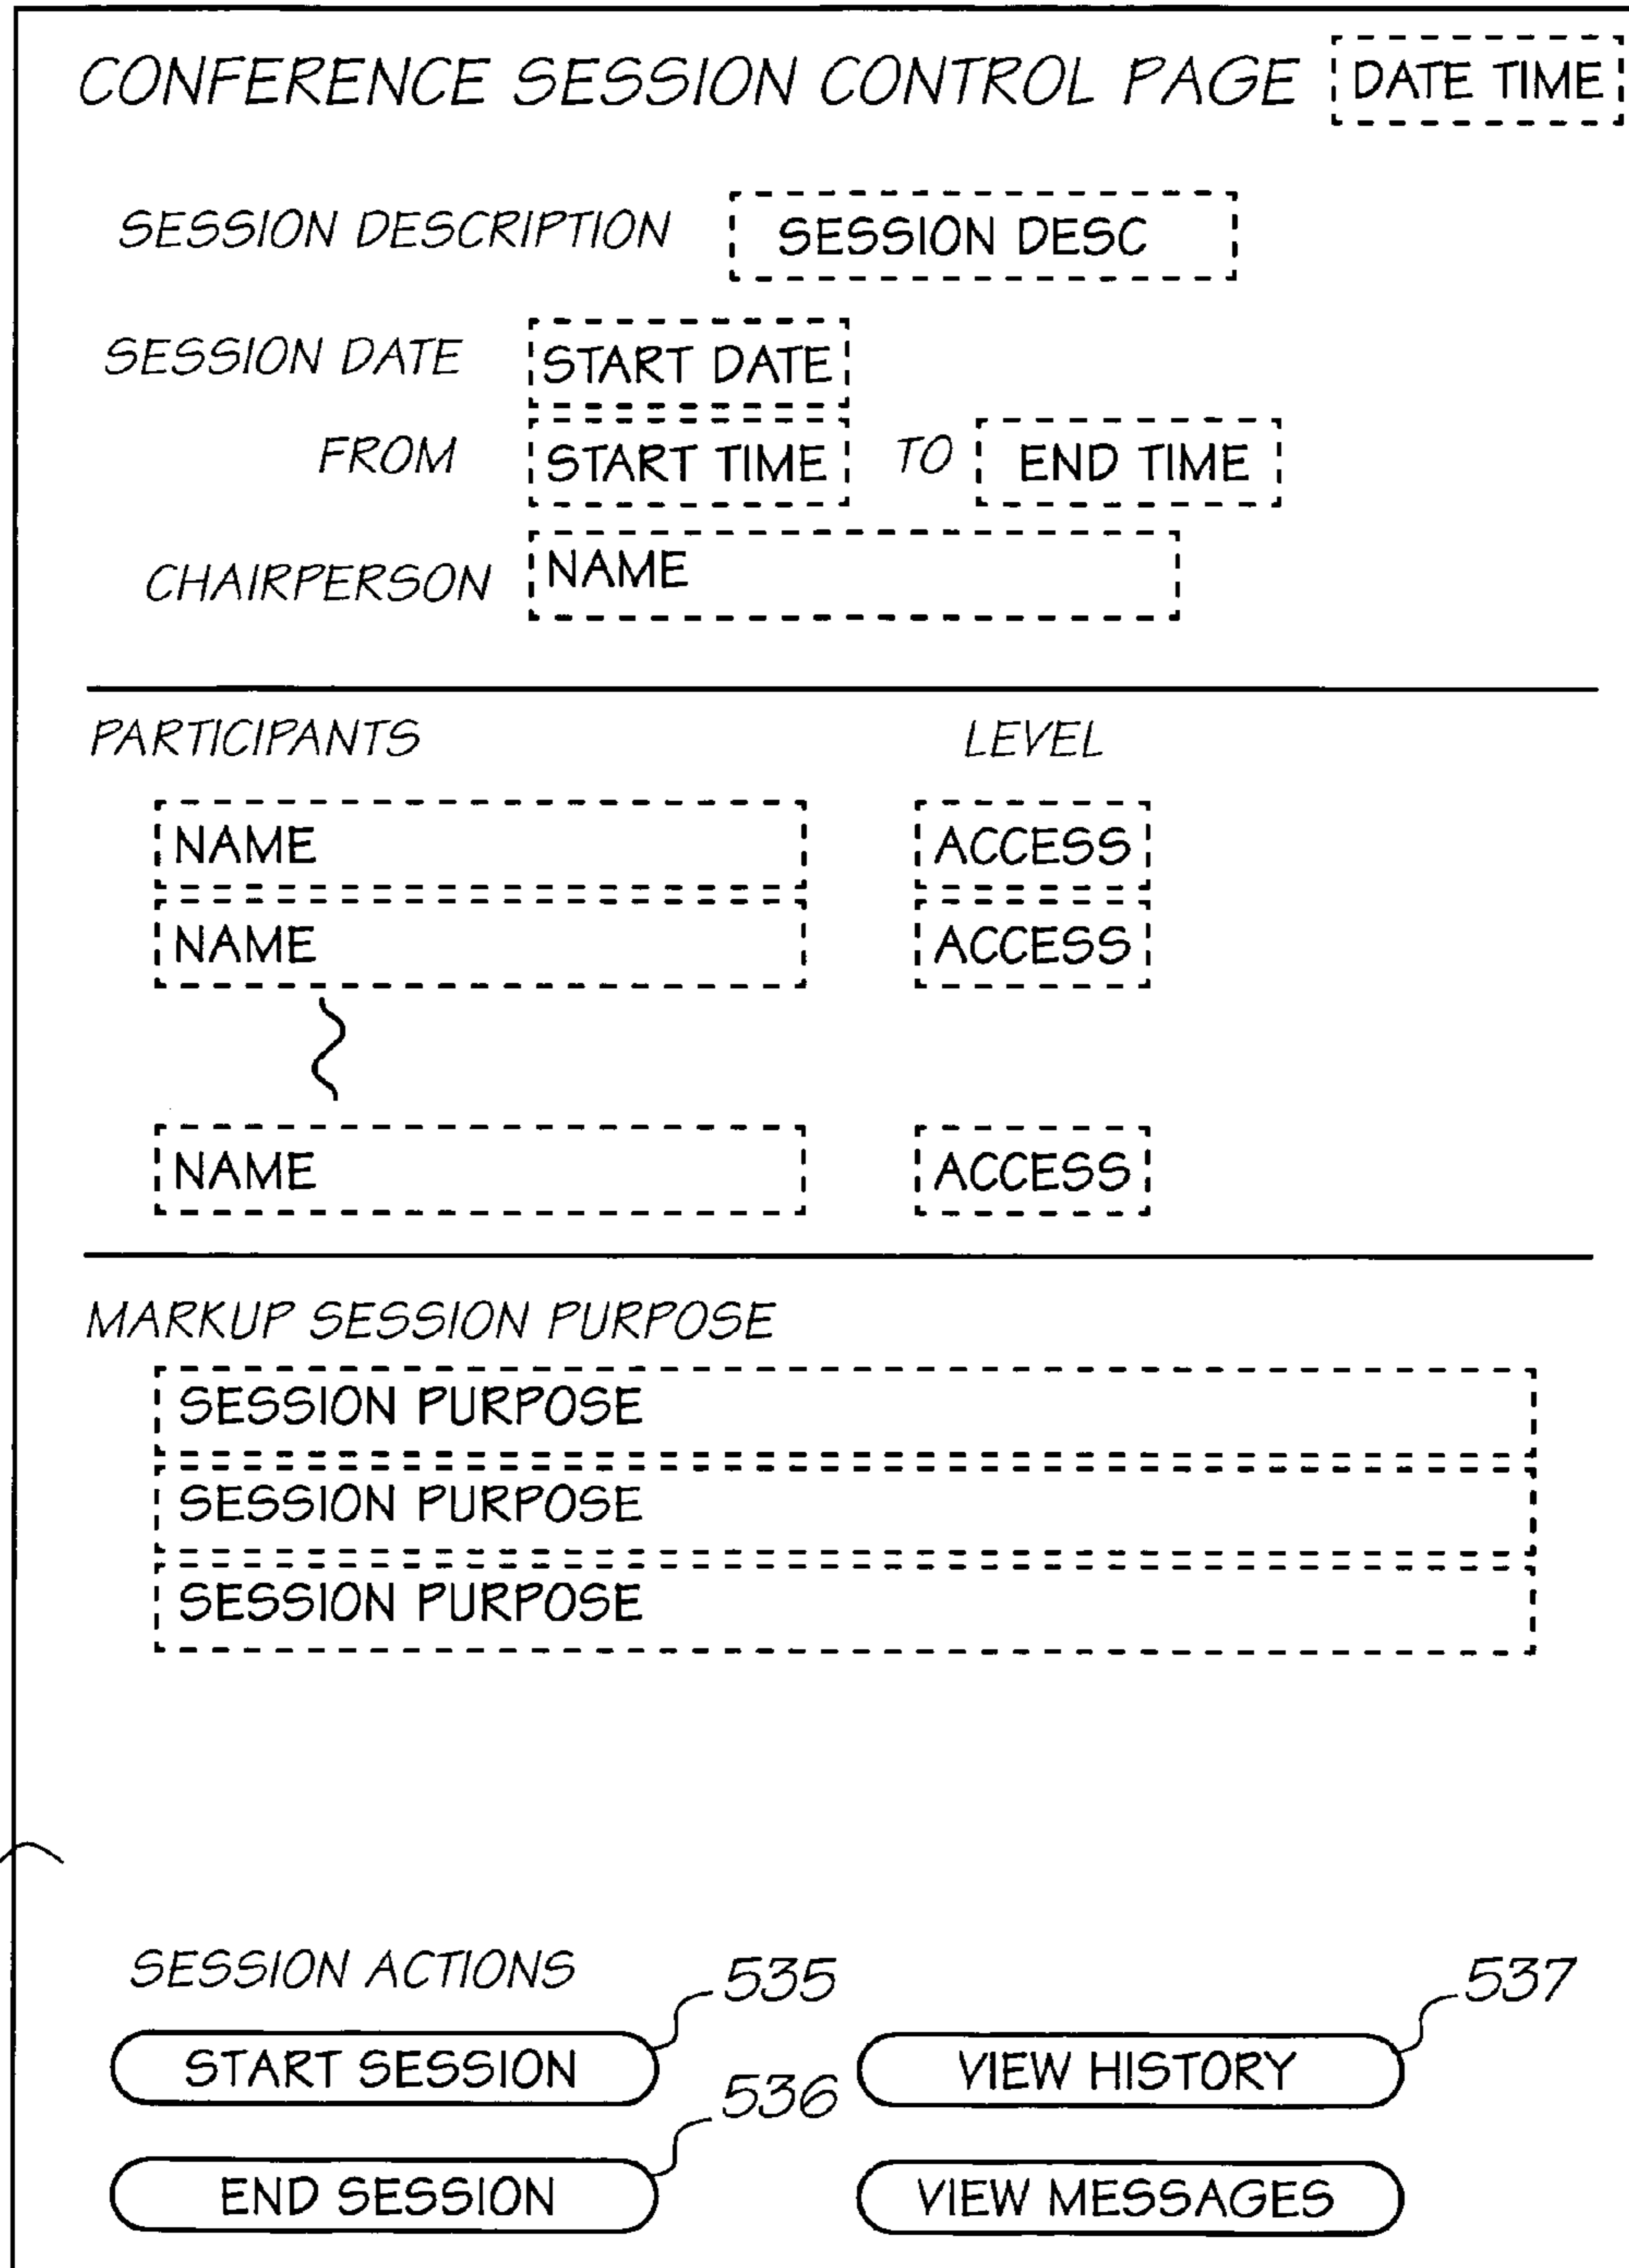 CONFERENCE SESSION CONTROL PAGE DATE TIME
SESSION DESCRIPTION SESSION DESC
SESSION DATE START DATE
FROM START TIME TO END TIME
CHAIRPERSON NAME
PARTICIPANTS LEVEL
NAME ACCESS
NAME ACCESS
NAME ACCESS
MARKUP SESSION PURPOSE
SESSION PURPOSE
SESSION PURPOSE
SESSION PURPOSE
SESSION ACTIONS 535 537
START SESSION VIEW HISTORY
536
END SESSION VIEW MESSAGES